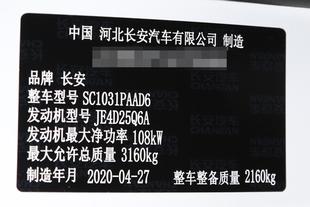 中国 河北长安汽车有限公司 制造
品牌 长安
整车型号 SC1031PAAD6
发动机型号 JE4D25Q6A
发动机最大净功率 108kW
最大允许总质量 3160kg
制造年月 2020-04-27 整车整备质量 2160kg